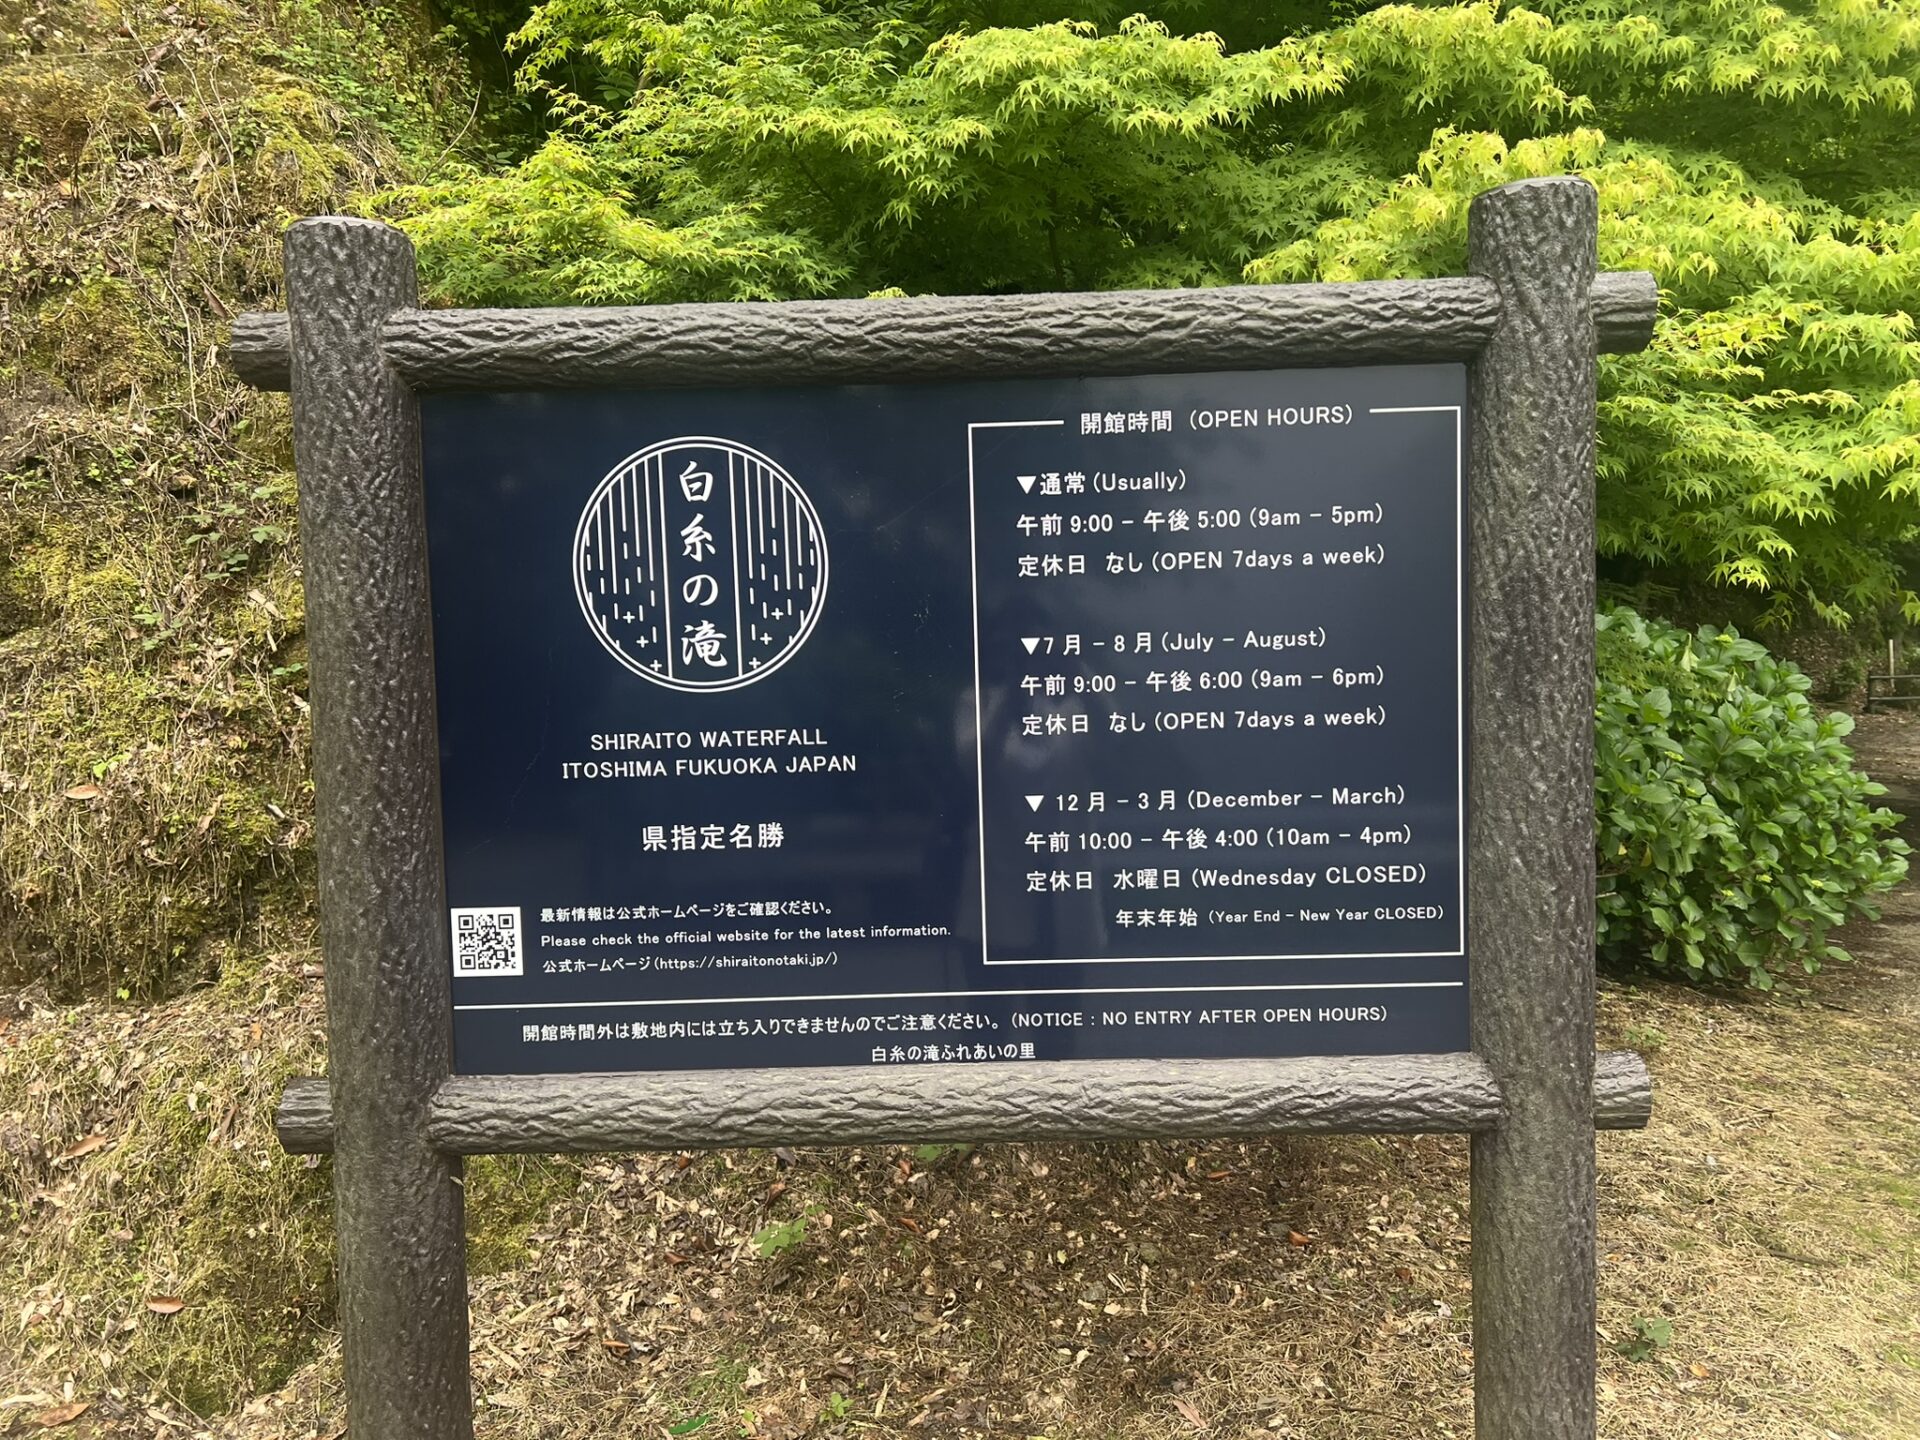 白糸の滝
SHIRAITO WATERFALL
ITOSHIMA FUKUOKA JAPAN
県指定名勝
最新情報は公式ホームページをご確認ください。
Please check the official website for the latest information.
公式ホームページ(https://shiraitonotaki.jp/)
開館時間 (OPEN HOURS)
▼通常(Usually)
午前 9:00 − 午後 5:00 (9am − 5pm)
定休日 なし(OPEN 7days a week)
▼7 月 − 8 月 (July − August)
午前 9:00 − 午後 6:00 (9am − 6pm)
定休日 なし(OPEN 7days a week)
▼ 12 月 − 3 月 (December − March)
午前 10:00 − 午後 4:00 (10am − 4pm)
定休日 水曜日(Wednesday CLOSED)
年末年始 (Year End − New Year CLOSED)
開館時間外は敷地内には立ち入りできませんのでご注意ください。(NOTICE : NO ENTRY AFTER OPEN HOURS)
白糸の滝ふれあいの里